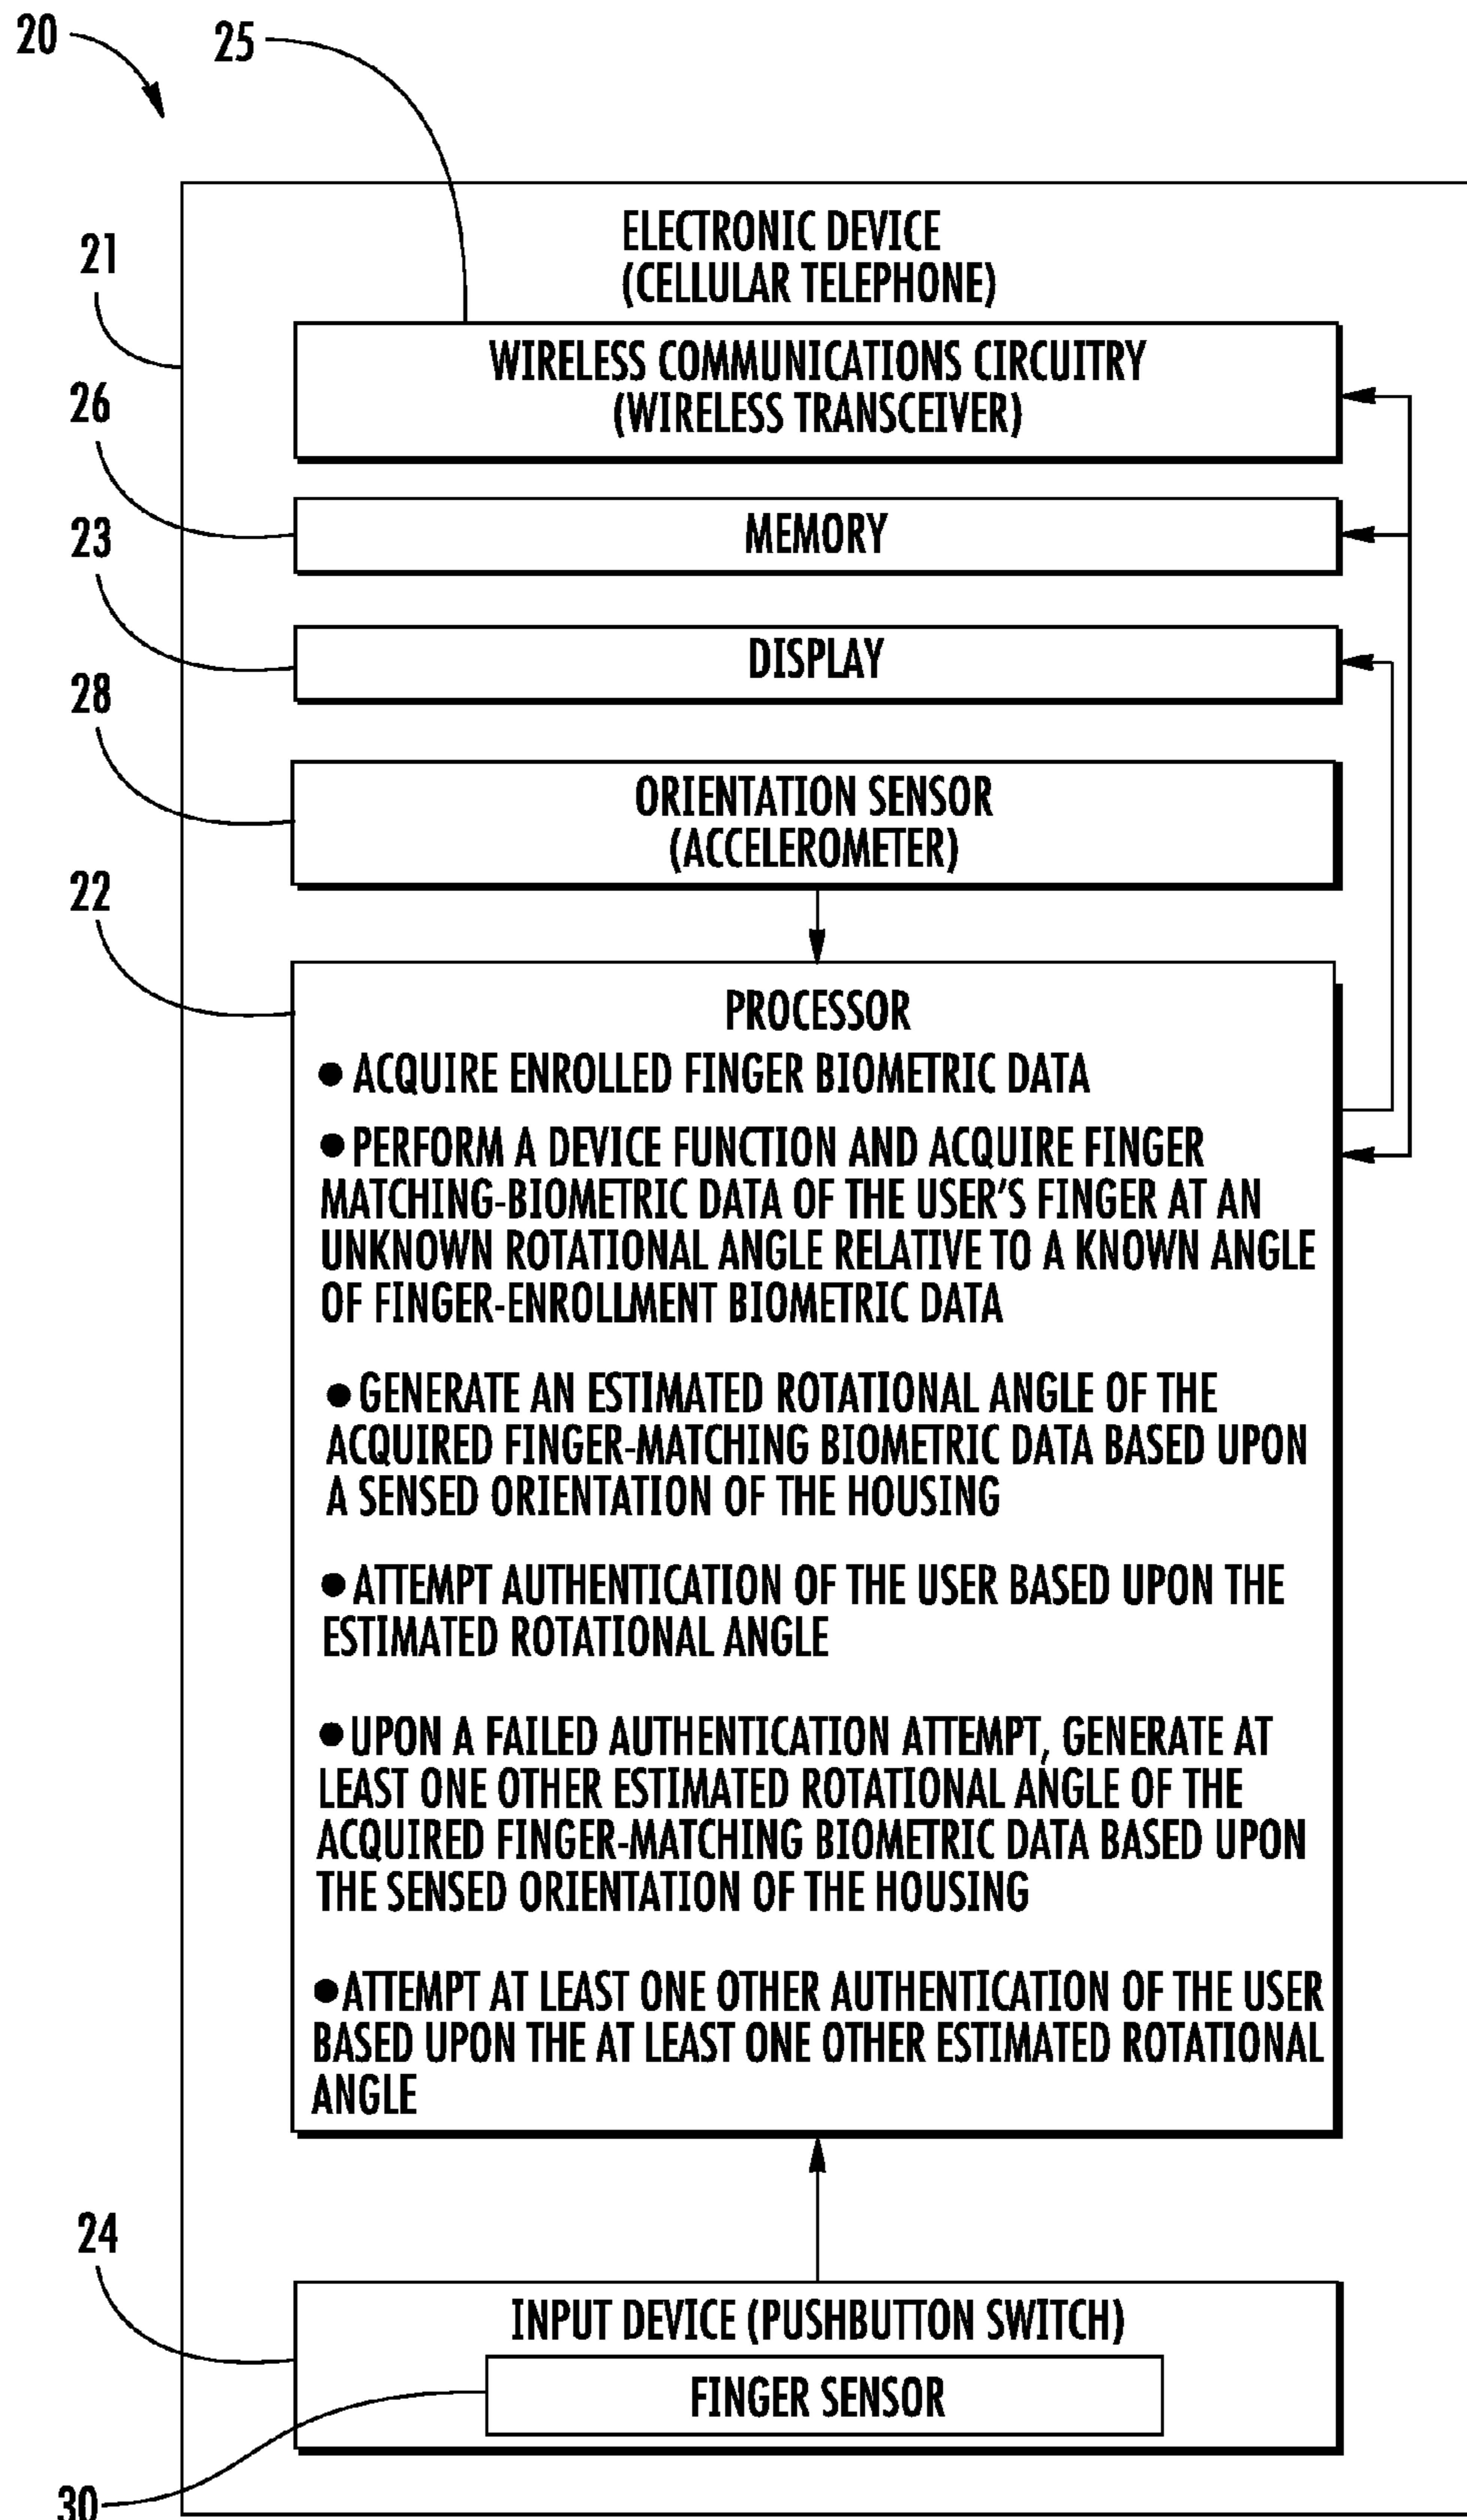 20
25
ELECTRONIC DEVICE
(CELLULAR TELEPHONE)
21
WIRELESS COMMUNICATIONS CIRCUITRY
(WIRELESS TRANSCEIVER)
26
MEMORY
23
DISPLAY
28
ORIENTATION SENSOR
(ACCELEROMETER)
22
PROCESSOR
● ACQUIRE ENROLLED FINGER BIOMETRIC DATA
● PERFORM A DEVICE FUNCTION AND ACQUIRE FINGER
MATCHING-BIOMETRIC DATA OF THE USER'S FINGER AT AN
UNKNOWN ROTATIONAL ANGLE RELATIVE TO A KNOWN ANGLE
OF FINGER-ENROLLMENT BIOMETRIC DATA
● GENERATE AN ESTIMATED ROTATIONAL ANGLE OF THE
ACQUIRED FINGER-MATCHING BIOMETRIC DATA BASED UPON
A SENSED ORIENTATION OF THE HOUSING
● ATTEMPT AUTHENTICATION OF THE USER BASED UPON THE
ESTIMATED ROTATIONAL ANGLE
● UPON A FAILED AUTHENTICATION ATTEMPT, GENERATE AT
LEAST ONE OTHER ESTIMATED ROTATIONAL ANGLE OF THE
ACQUIRED FINGER-MATCHING BIOMETRIC DATA BASED UPON
THE SENSED ORIENTATION OF THE HOUSING
● ATTEMPT AT LEAST ONE OTHER AUTHENTICATION OF THE USER
BASED UPON THE AT LEAST ONE OTHER ESTIMATED ROTATIONAL
ANGLE
24
INPUT DEVICE (PUSHBUTTON SWITCH)
FINGER SENSOR
30